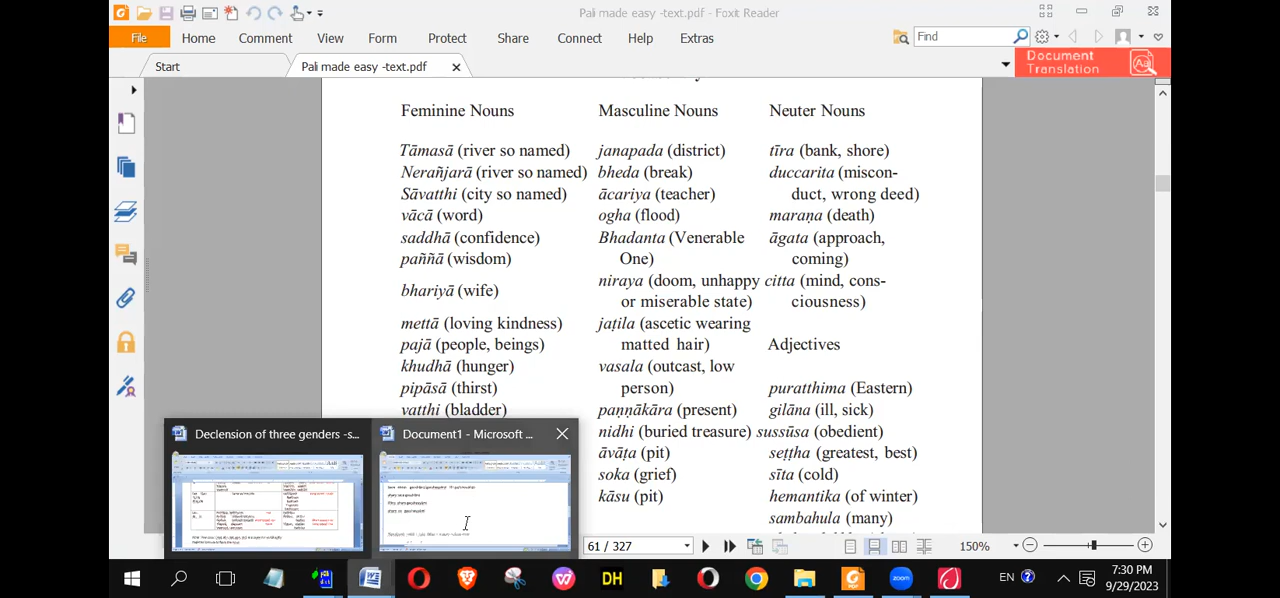 Pali made easy -text.pdf - Foxit Reader
File Home Comment View Form Protect Share Connect Help Extras
Find
Start
Pali made easy -text.pdf
Document
Translation
Feminine Nouns
Tāmasā (river so named)
Nerañjarā (river so named)
Sāvatthi (city so named)
vācā (word)
saddhā (confidence)
paññā (wisdom)
bhariyā (wife)
mettā (loving kindness)
pajā (people, beings)
khudhā (hunger)
pipāsā (thirst)
vatthi (bladder)
Masculine Nouns
janapada (district)
bheda (break)
ācariya (teacher)
ogha (flood)
Bhadanta (Venerable
One)
niraya (doom, unhappy
or miserable state)
jaṭila (ascetic wearing
matted hair)
vasala (outcast, low
person)
paṇṇākāra (present)
nidhi (buried treasure)
āvāṭa (pit)
soka (grief)
kāsu (pit)
Neuter Nouns
tīra (bank, shore)
duccarita (miscon-
duct, wrong deed)
maraṇa (death)
āgata (approach,
coming)
citta (mind, cons-
ciousness)
Adjectives
puratthima (Eastern)
gilāna (ill, sick)
sussūsa (obedient)
seṭṭha (greatest, best)
sīta (cold)
hemantika (of winter)
sambahula (many)
Declension of three genders -s...
Document1 - Microsoft ...
61 / 327
150%
DH
zoom
EN
7:30 PM
9/29/2023